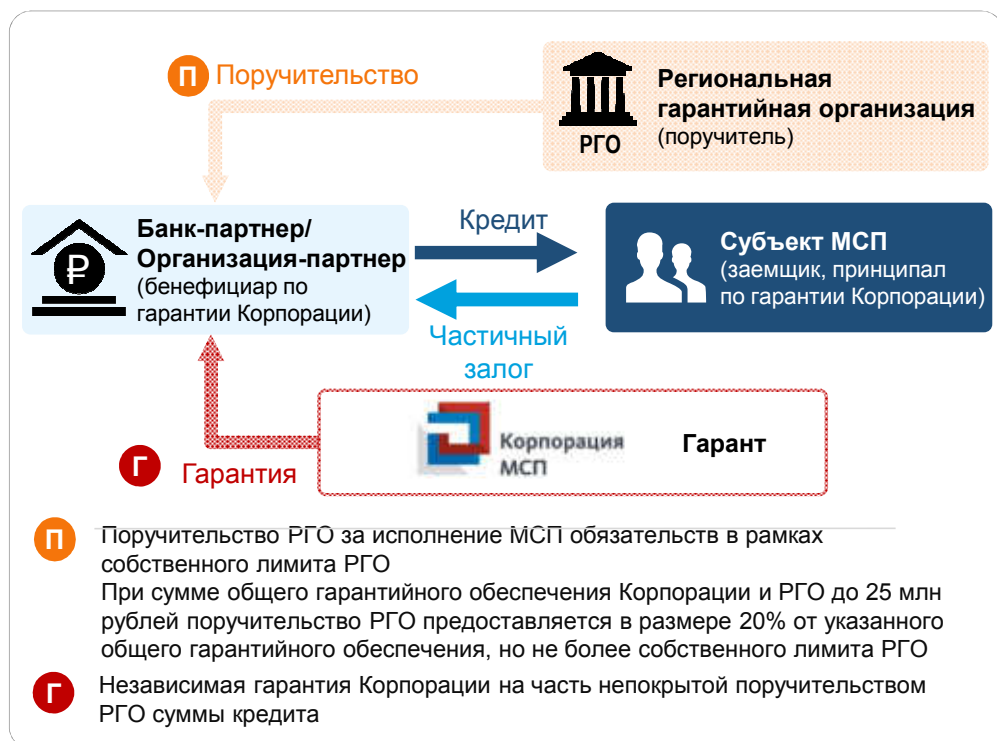 П Поручительство
Региональная
гарантийная организация
(поручитель)
РГО
Банк-партнер/
Организация-партнер
(бенефициар по
гарантии Корпорации)
₽
Кредит
Субъект МСП
(заемщик, принципал
по гарантии Корпорации)
Частичный
залог
Корпорация
МСП
Гарант
Г Гарантия
П Поручительство РГО за исполнение МСП обязательств в рамках
собственного лимита РГО
При сумме общего гарантийного обеспечения Корпорации и РГО до 25 млн
рублей поручительство РГО предоставляется в размере 20% от указанного
общего гарантийного обеспечения, но не более собственного лимита РГО
Г Независимая гарантия Корпорации на часть непокрытой поручительством
РГО суммы кредита